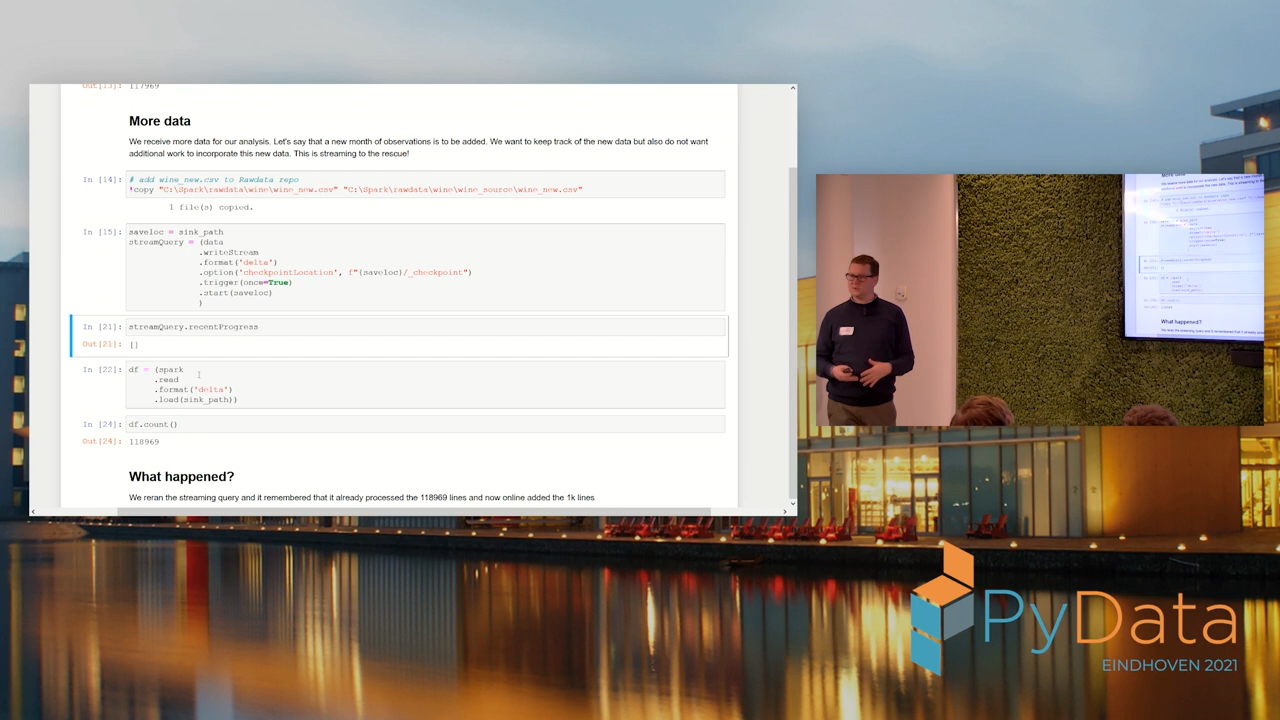 Out[13]: 117969
More data
We receive more data for our analysis. Let's say that a new month of observations is to be added. We want to keep track of the new data but also do not want
additional work to incorporate this new data. This is streaming to the rescue!
In [14]: # add wine_new.csv to Rawdata repo
!copy "C:\Spark\rawdata\wine\wine_new.csv" "C:\Spark\rawdata\wine\wine_source\wine_new.csv"
1 file(s) copied.
In [15]: saveloc = sink_path
streamQuery = (data
.writeStream
.format('delta')
.option('checkpointLocation', f"{saveloc}/_checkpoint")
.trigger(once=True)
.start(saveloc)
)
In [21]: streamQuery.recentProgress
Out[21]: []
In [22]: df = (spark
.read
.format('delta')
.load(sink_path))
In [24]: df.count()
Out[24]: 118969
What happened?
We reran the streaming query and it remembered that it already processed the 118969 lines and now online added the 1k lines
What happened?
PyData
EINDHOVEN 2021